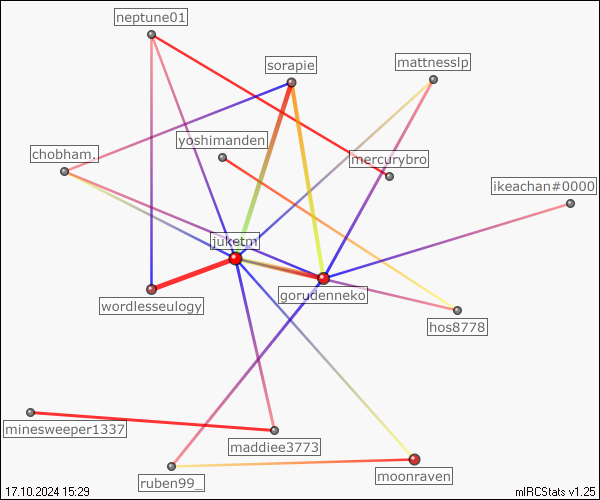 neptune01
sorapie
mattnesslp
yoshimanden
chobham.
mercurybro
ikeachan#0000
juketm
gorudenneko
wordlesseulogy
hos8778
minesweeper1337
maddiee3773
moonraven
ruben99_
17.10.2024 15:29
mIRCStats v1.25